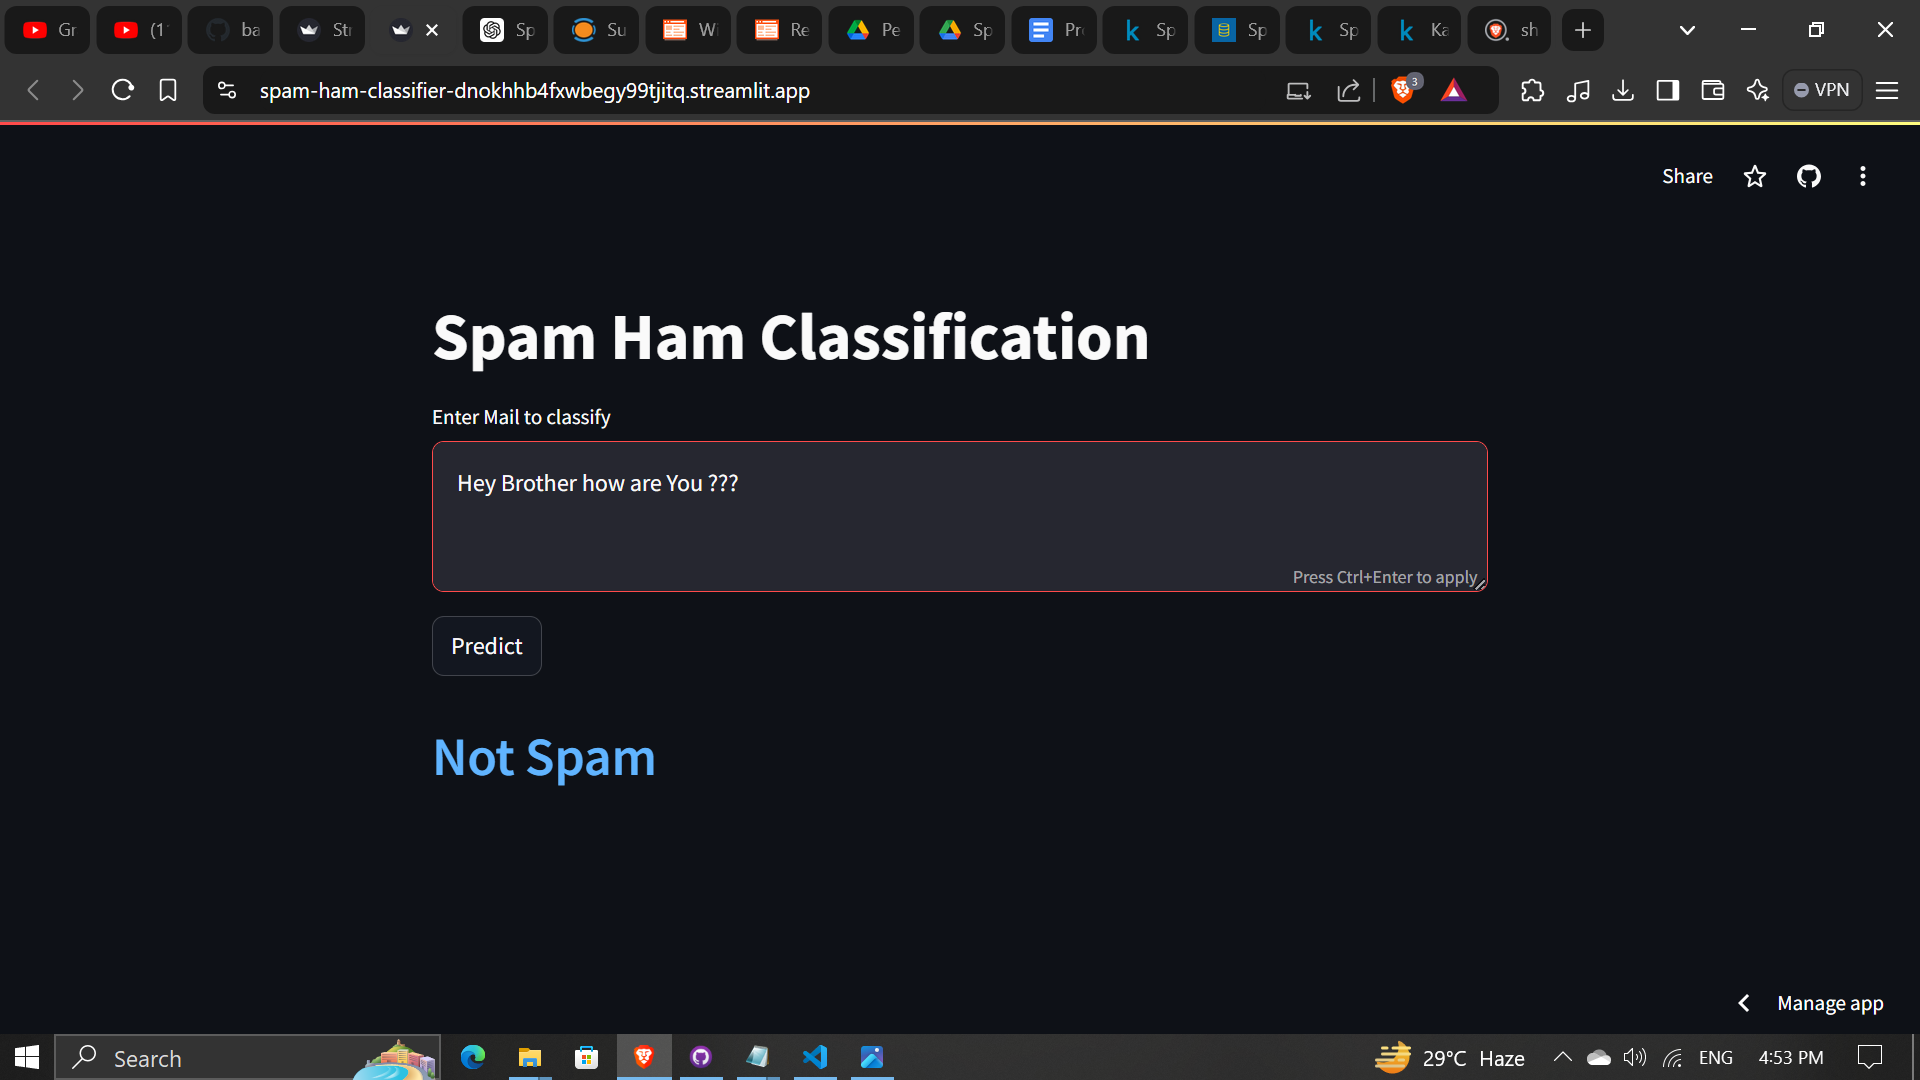 Gr
(1
ba
Str
Sp
Su
Wi
Re
Pe
Sp
Pro
Sp
Sp
Sp
Ka
sh
spam-ham-classifier-dnokhhb4fxwbegy99tjitq.streamlit.app
3
VPN
Share
Spam Ham Classification
Enter Mail to classify
Hey Brother how are You ???
Press Ctrl+Enter to apply
Predict
Not Spam
Manage app
Search
29°C Haze
ENG
4:53 PM